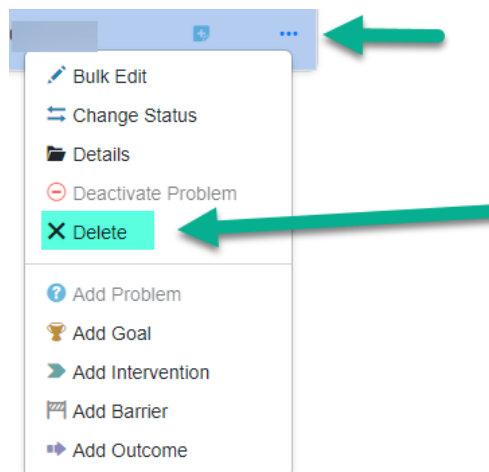 Bulk Edit
Change Status
Details
Deactivate Problem
Delete
Add Problem
Add Goal
Add Intervention
Add Barrier
Add Outcome